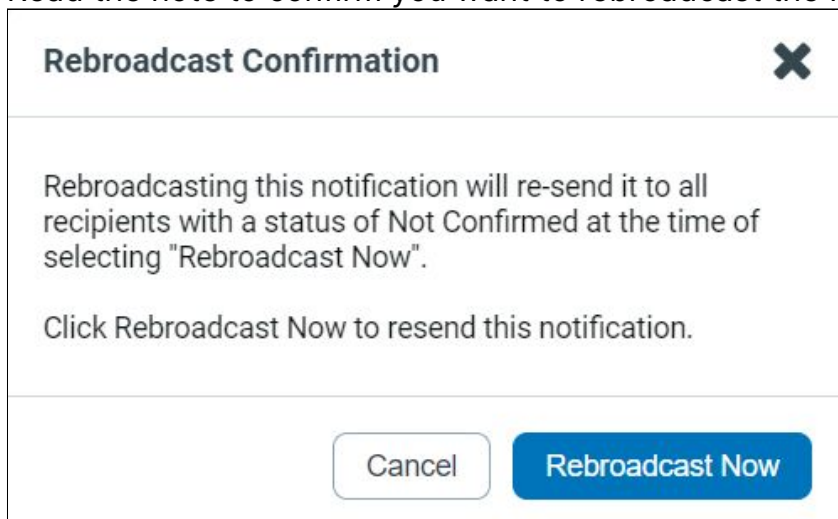 Rebroadcast Confirmation
Rebroadcasting this notification will re-send it to all
recipients with a status of Not Confirmed at the time of
selecting "Rebroadcast Now".
Click Rebroadcast Now to resend this notification.
Cancel
Rebroadcast Now